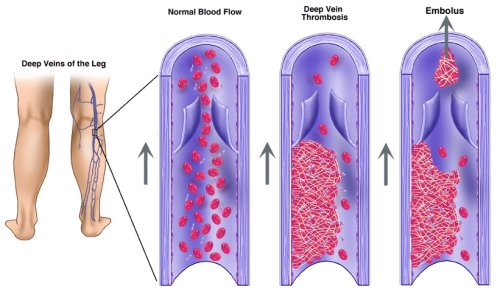 Normal Blood Flow
Deep Vein
Thrombosis
Embolus
Deep Veins of the Leg